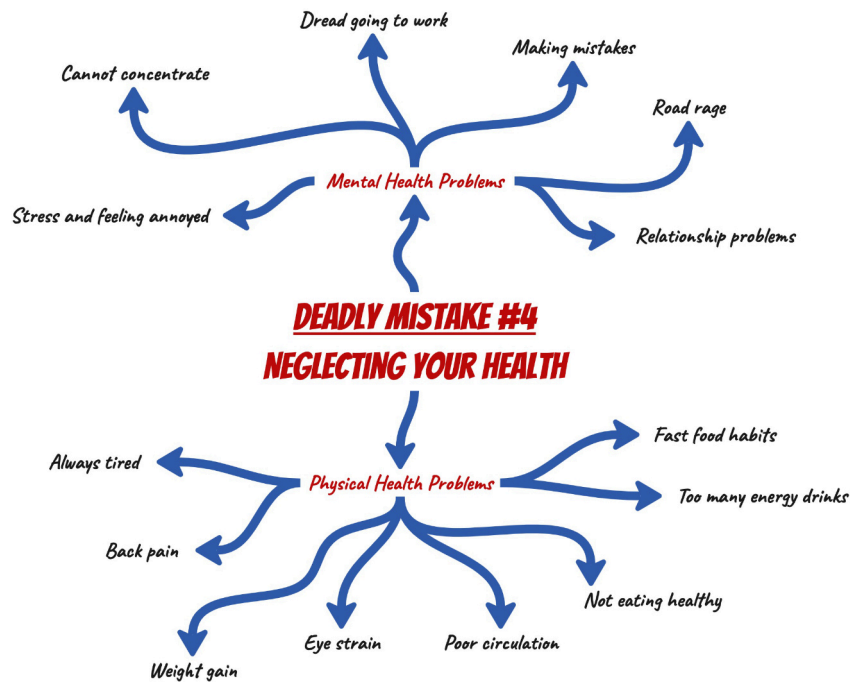 Dread going to work
Making mistakes
Cannot concentrate
Road rage
Mental Health Problems
Stress and feeling annoyed
Relationship problems
DEADLY MISTAKE #4
NEGLECTING YOUR HEALTH
Fast food habits
Always tired
Physical Health Problems
Too many energy drinks
Back pain
Not eating healthy
Eye strain
Poor circulation
Weight gain